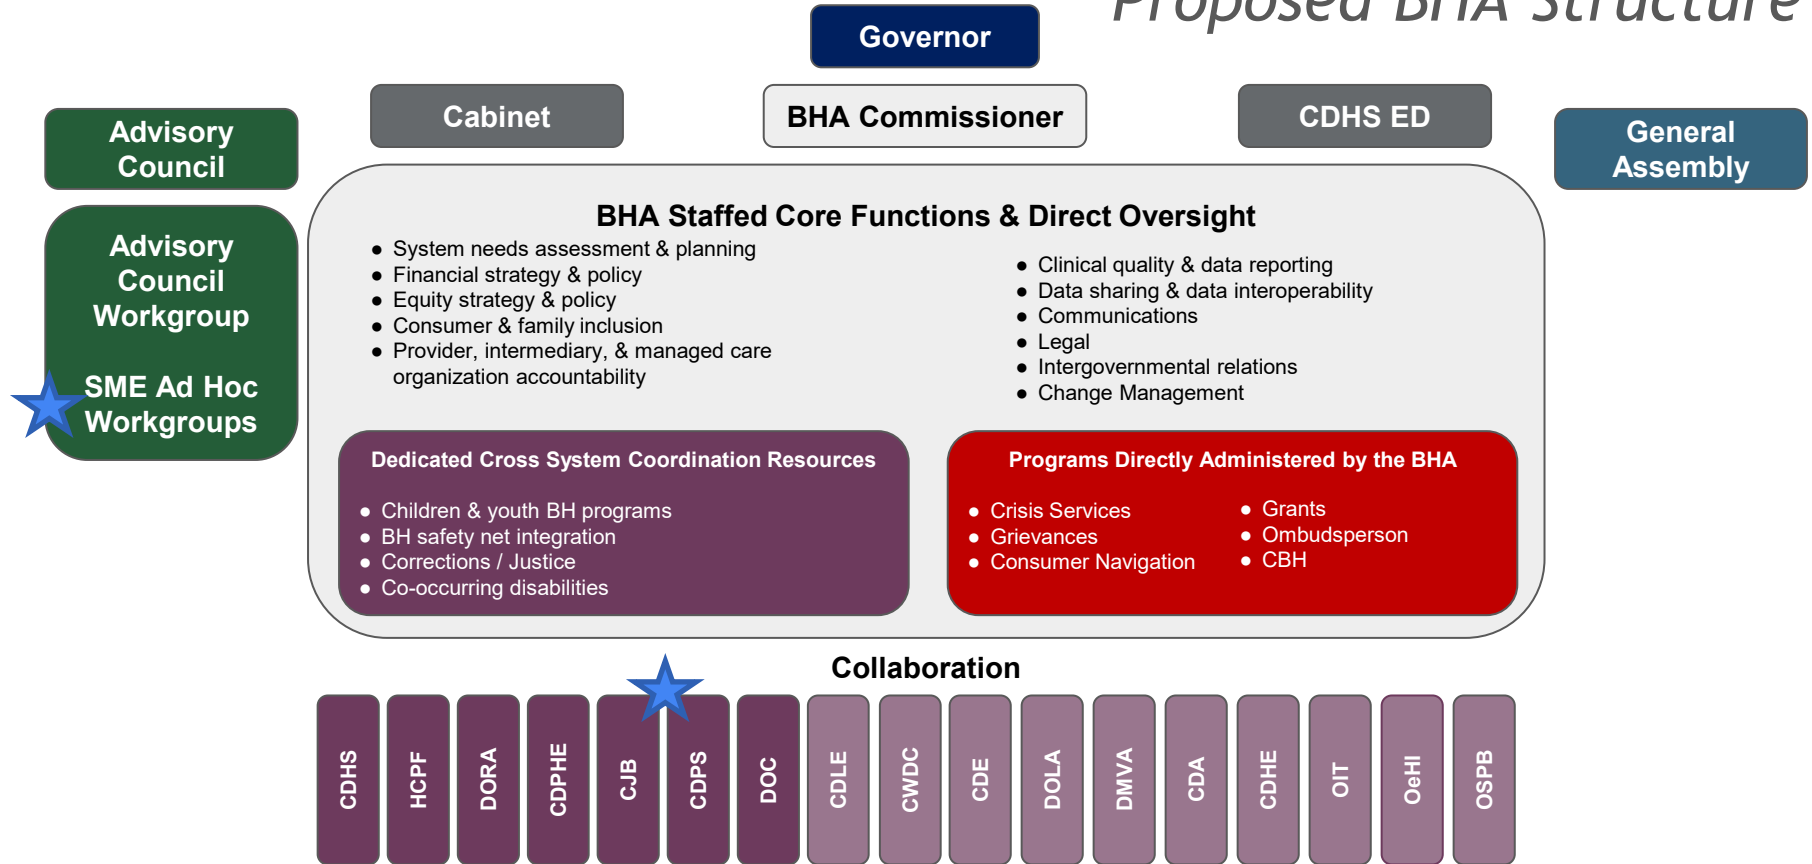 Proposed BHA Structure
Governor
Cabinet
BHA Commissioner
CDHS ED
Advisory
Council
General
Assembly
Advisory
Council
Workgroup
SME Ad Hoc
Workgroups
BHA Staffed Core Functions & Direct Oversight
● System needs assessment & planning
● Financial strategy & policy
● Equity strategy & policy
● Consumer & family inclusion
● Provider, intermediary, & managed care
organization accountability
● Clinical quality & data reporting
● Data sharing & data interoperability
● Communications
● Legal
● Intergovernmental relations
● Change Management
Dedicated Cross System Coordination Resources
● Children & youth BH programs
● BH safety net integration
● Corrections / Justice
● Co-occurring disabilities
Programs Directly Administered by the BHA
● Crisis Services
● Grievances
● Consumer Navigation
● Grants
● Ombudsperson
● CBH
Collaboration
CDHS
HCPF
DORA
CDPHE
CJB
CDPS
DOC
CDLE
CWDC
CDE
DOLA
DMVA
CDA
CDHE
OIT
OeHI
OSPB